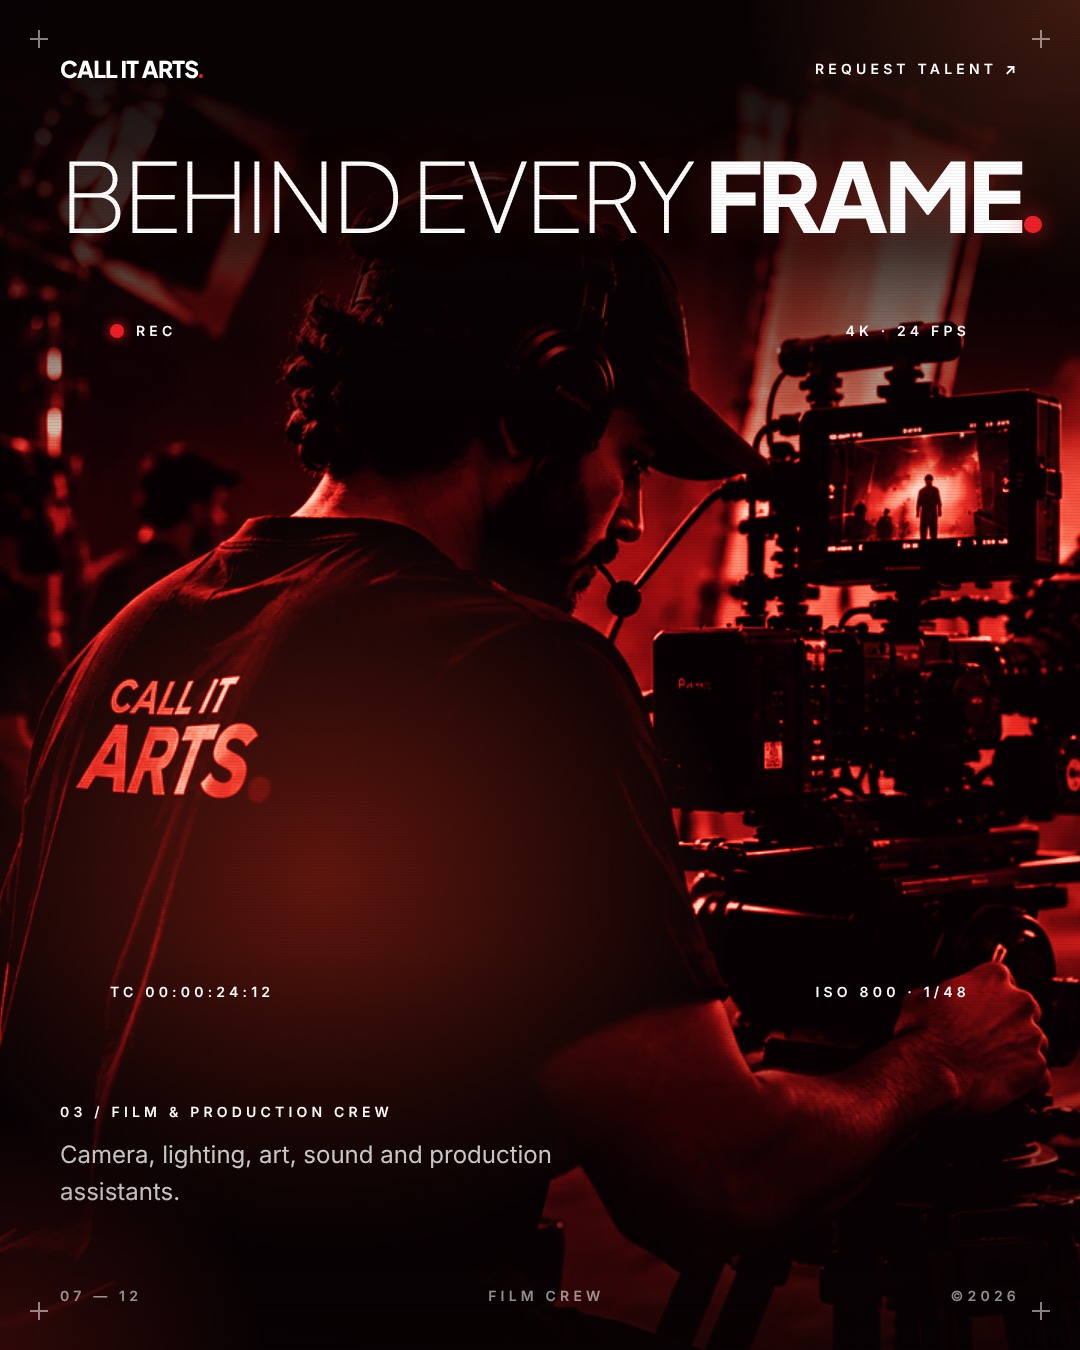 CALL IT ARTS.
REQUEST TALENT ↗
BEHIND EVERY FRAME.
REC
4K · 24 FPS
CALL IT
ARTS
TC 00:00:24:12
ISO 800 · 1/48
03 / FILM & PRODUCTION CREW
Camera, lighting, art, sound and production
assistants.
07 — 12
FILM CREW
©2026